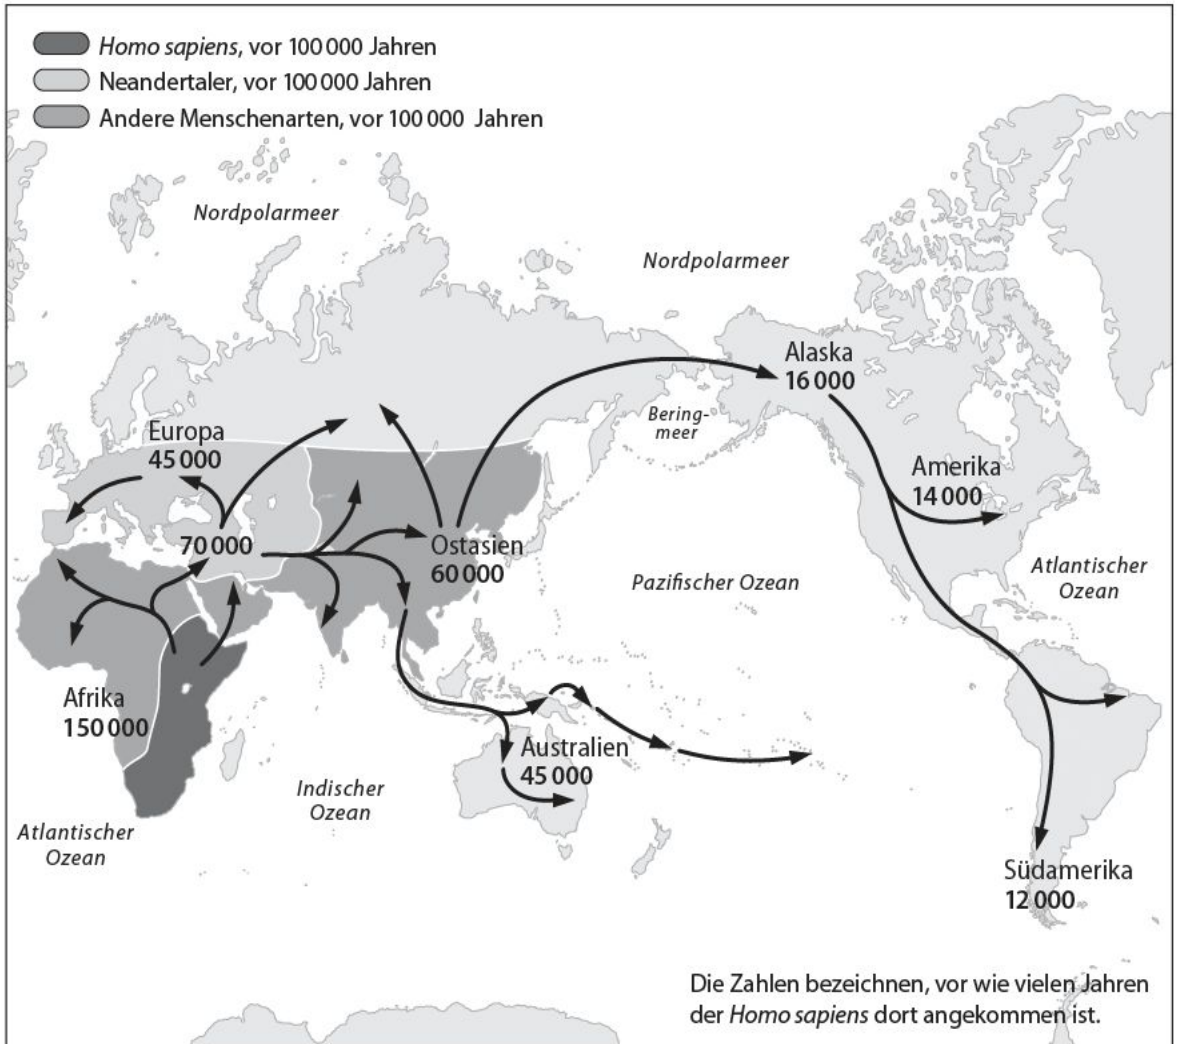 Homo sapiens, vor 100 000 Jahren
Neandertaler, vor 100 000 Jahren
Andere Menschenarten, vor 100 000 Jahren
Nordpolarmeer
Nordpolarmeer
Alaska
16 000
Bering-
meer
Europa
45 000
Amerika
14 000
70 000
Ostasien
60 000
Pazifischer Ozean
Atlantischer
Ozean
Afrika
150 000
Australien
45 000
Indischer
Ozean
Atlantischer
Ozean
Südamerika
12 000
Die Zahlen bezeichnen, vor wie vielen Jahren
der Homo sapiens dort angekommen ist.